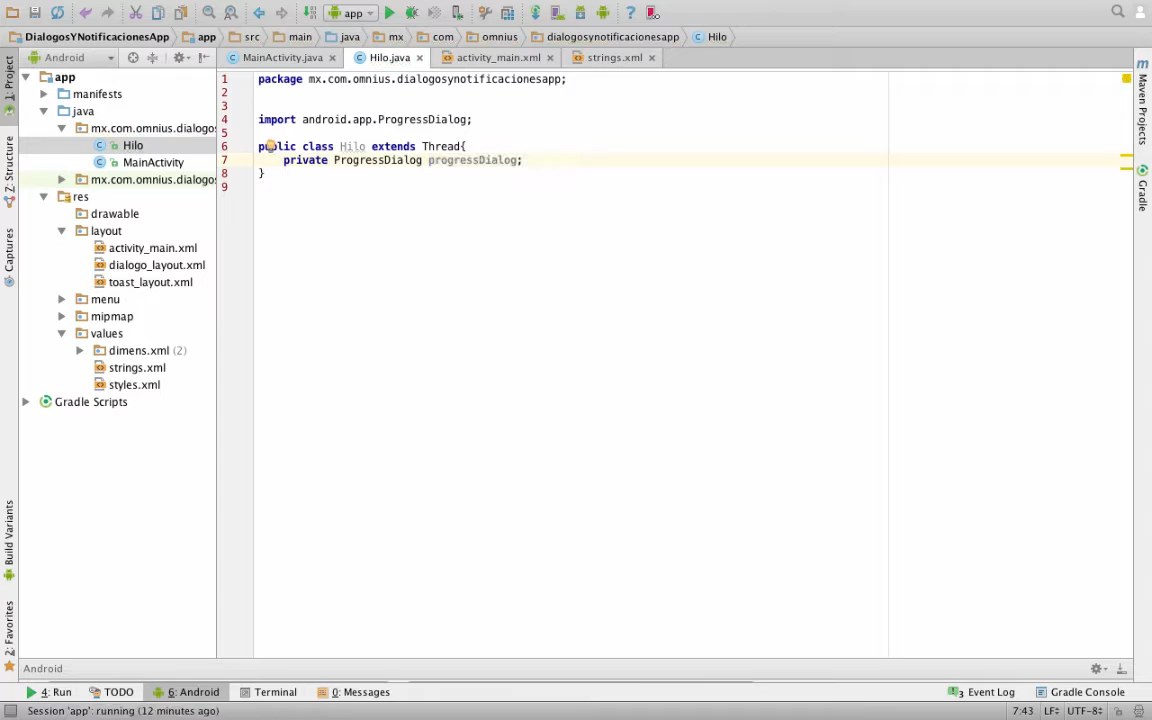 app
DialogosYNotificacionesApp app src main java mx com omnius dialogosynotificacionesapp Hilo
Android
MainActivity.java Hilo.java activity_main.xml strings.xml
1: Project
Z: Structure
Captures
Build Variants
2: Favorites
app
manifests
java
mx.com.omnius.dialogos
Hilo
MainActivity
mx.com.omnius.dialogos
res
drawable
layout
activity_main.xml
dialogo_layout.xml
toast_layout.xml
menu
mipmap
values
dimens.xml (2)
strings.xml
styles.xml
Gradle Scripts
1 package mx.com.omnius.dialogosynotificacionesapp;
2
3
4 import android.app.ProgressDialog;
5
6 public class Hilo extends Thread{
7 private ProgressDialog progressDialog;
8 }
9
m Maven Projects
Gradle
Android
4: Run TODO 6: Android Terminal 0: Messages 3 Event Log Gradle Console
Session 'app': running (12 minutes ago) 7:43 LF UTF-8